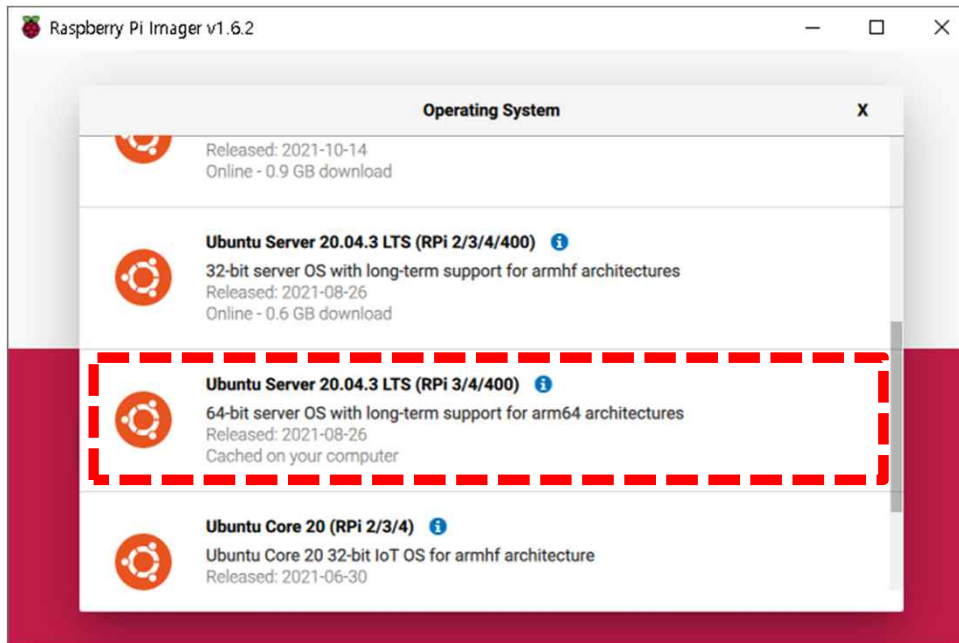 Raspberry Pi Imager v1.6.2
Operating System
X
Released: 2021-10-14
Online - 0.9 GB download
Ubuntu Server 20.04.3 LTS (RPi 2/3/4/400)
32-bit server OS with long-term support for armhf architectures
Released: 2021-08-26
Online - 0.6 GB download
Ubuntu Server 20.04.3 LTS (RPi 3/4/400)
64-bit server OS with long-term support for arm64 architectures
Released: 2021-08-26
Cached on your computer
Ubuntu Core 20 (RPi 2/3/4)
Ubuntu Core 20 32-bit IoT OS for armhf architecture
Released: 2021-06-30